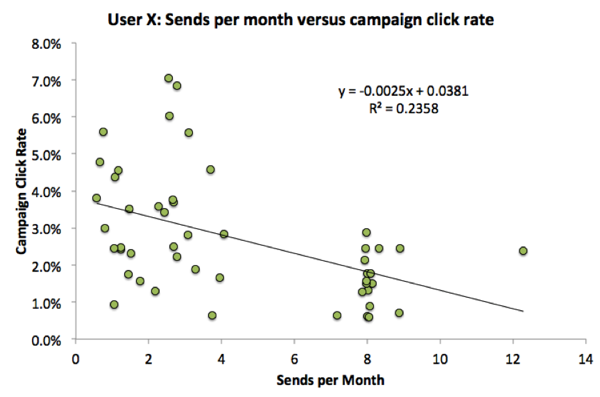 User X: Sends per month versus campaign click rate
8.0%
7.0%
6.0%
5.0%
4.0%
3.0%
2.0%
1.0%
0.0%
Campaign Click Rate
y = -0.0025x + 0.0381
R² = 0.2358
0 2 4 6 8 10 12 14
Sends per Month